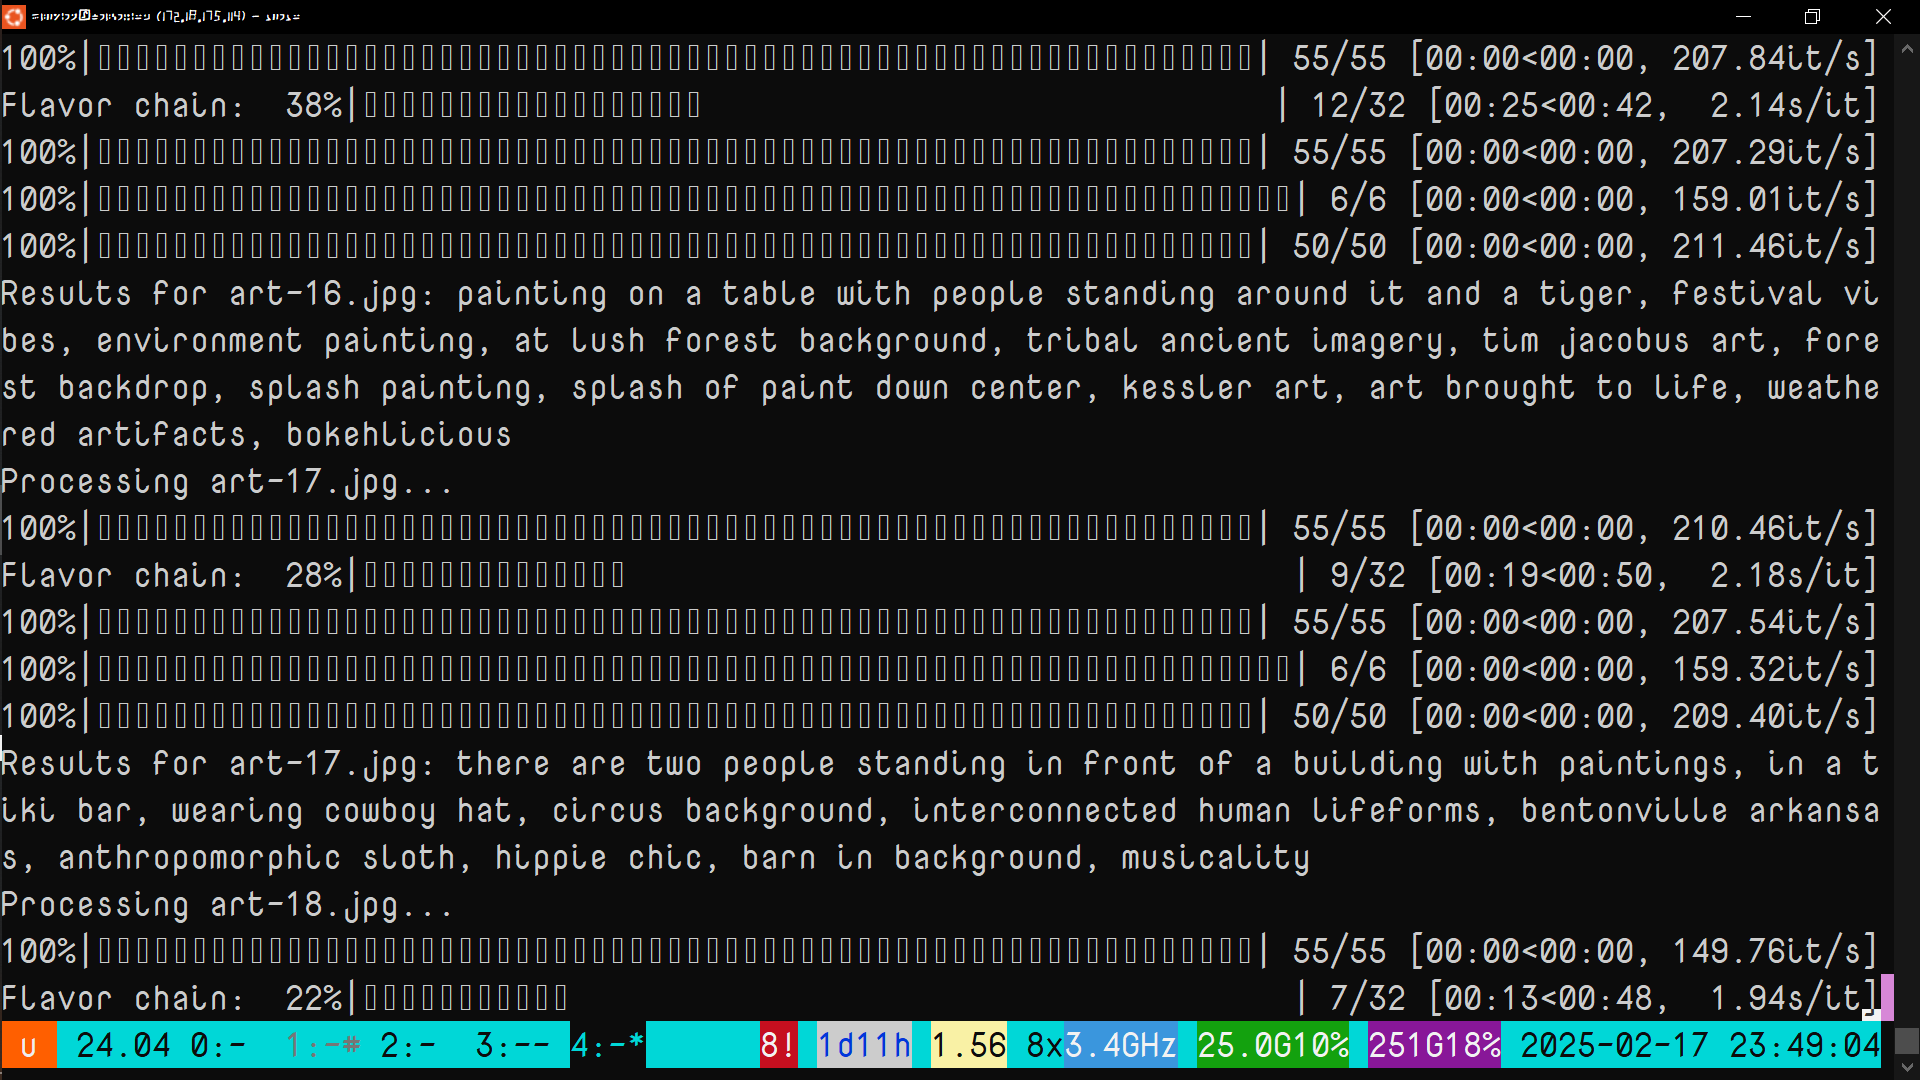 (172.18.175.114) -
100%| | 55/55 [00:00<00:00, 207.84it/s]
Flavor chain:  38%| | 12/32 [00:25<00:42,  2.14s/it]
100%| | 55/55 [00:00<00:00, 207.29it/s]
100%| | 6/6 [00:00<00:00, 159.01it/s]
100%| | 50/50 [00:00<00:00, 211.46it/s]
Results for art-16.jpg: painting on a table with people standing around it and a tiger, festival vi
bes, environment painting, at lush forest background, tribal ancient imagery, tim jacobus art, fore
st backdrop, splash painting, splash of paint down center, kessler art, art brought to life, weathe
red artifacts, bokehlicious
Processing art-17.jpg...
100%| | 55/55 [00:00<00:00, 210.46it/s]
Flavor chain:  28%| | 9/32 [00:19<00:50,  2.18s/it]
100%| | 55/55 [00:00<00:00, 207.54it/s]
100%| | 6/6 [00:00<00:00, 159.32it/s]
100%| | 50/50 [00:00<00:00, 209.40it/s]
Results for art-17.jpg: there are two people standing in front of a building with paintings, in a t
iki bar, wearing cowboy hat, circus background, interconnected human lifeforms, bentonville arkansa
s, anthropomorphic sloth, hippie chic, barn in background, musicality
Processing art-18.jpg...
100%| | 55/55 [00:00<00:00, 149.76it/s]
Flavor chain:  22%| | 7/32 [00:13<00:48,  1.94s/it]
u 24.04 0:-  1:-# 2:-  3:-- 4:-* 8! 1d11h 1.56 8x3.4GHz 25.0G10% 251G18% 2025-02-17 23:49:04